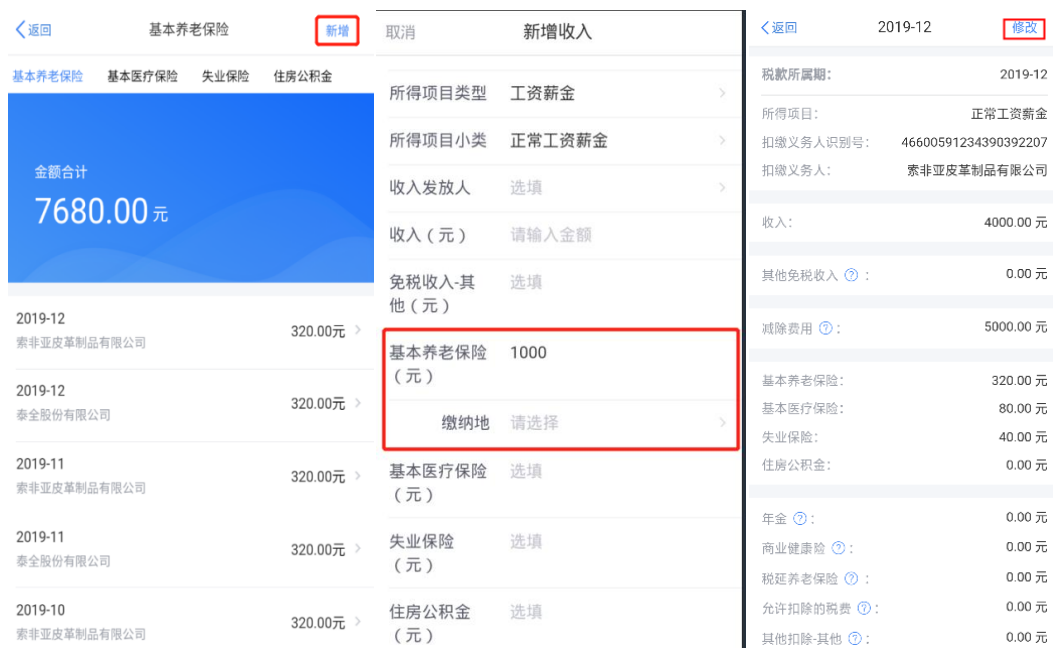 返回
基本养老保险
新增
基本养老保险 基本医疗保险 失业保险 住房公积金
金额合计
7680.00元
2019-12
索非亚皮革制品有限公司
320.00元
2019-12
泰全股份有限公司
320.00元
2019-11
索非亚皮革制品有限公司
320.00元
2019-11
泰全股份有限公司
320.00元
2019-10
索非亚皮革制品有限公司
320.00元
取消
新增收入
所得项目类型 工资薪金
所得项目小类 正常工资薪金
收入发放人 选填
收入（元） 请输入金额
免税收入-其
他（元）
选填
基本养老保险
（元）
1000
缴纳地 请选择
基本医疗保险
（元）
选填
失业保险
（元）
选填
住房公积金
（元）
选填
返回
2019-12
修改
税款所属期： 2019-12
所得项目： 正常工资薪金
扣缴义务人识别号： 46600591234390392207
扣缴义务人： 索非亚皮革制品有限公司
收入： 4000.00 元
其他免税收入 ？： 0.00 元
减除费用 ？： 5000.00 元
基本养老保险： 320.00 元
基本医疗保险： 80.00 元
失业保险： 40.00 元
住房公积金： 0.00 元
年金 ？： 0.00 元
商业健康险 ？： 0.00 元
税延养老保险 ？： 0.00 元
允许扣除的税费 ？： 0.00 元
其他扣除-其他 ？： 0.00 元